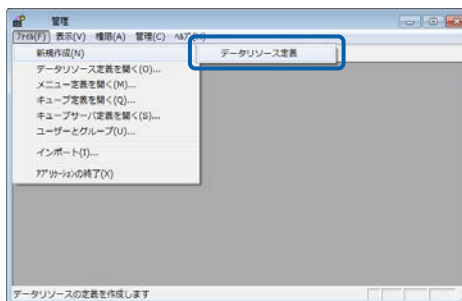 管理
ファイル(F) 表示(V) 権限(A) 管理(C) ヘルプ(H)
新規作成(N)
データリソース定義
データリソース定義を開く(O)...
メニュー定義を開く(M)...
キューブ定義を開く(Q)...
キューブサーバ定義を開く(S)...
ユーザーとグループ(U)...
インポート(I)...
アプリケーションの終了(X)
データリソースの定義を作成します